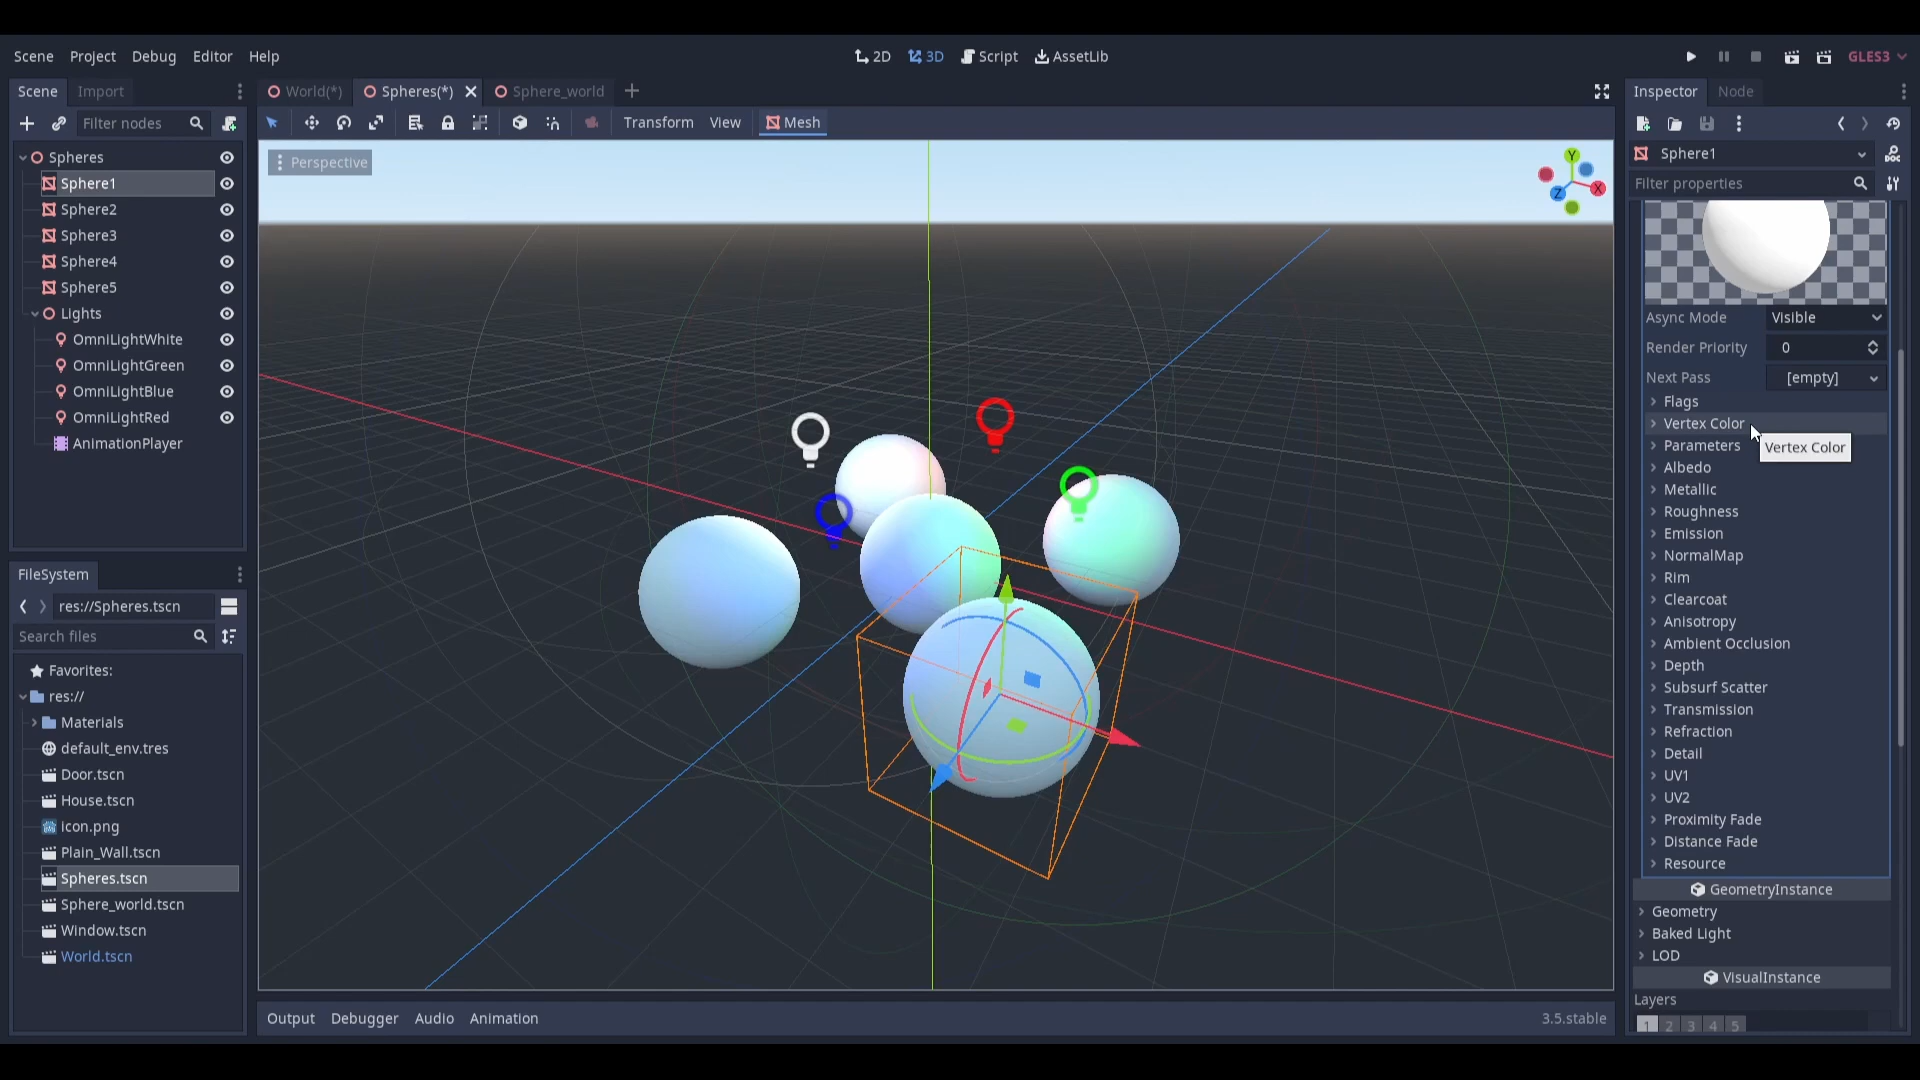 Scene Project Debug Editor Help
2D 3D Script AssetLib
GLES3
Scene Import
World(*) Spheres(*) Sphere_world
Inspector Node
Filter nodes
Transform View Mesh
Perspective
Spheres
Sphere1
Sphere2
Sphere3
Sphere4
Sphere5
Lights
OmniLightWhite
OmniLightGreen
OmniLightBlue
OmniLightRed
AnimationPlayer
FileSystem
res://Spheres.tscn
Search files
Favorites:
res://
Materials
default_env.tres
Door.tscn
House.tscn
icon.png
Plain_Wall.tscn
Spheres.tscn
Sphere_world.tscn
Window.tscn
World.tscn
Y
X
Z
Output Debugger Audio Animation
3.5.stable
Sphere1
Filter properties
Async Mode Visible
Render Priority 0
Next Pass [empty]
Flags
Vertex Color
Vertex Color
Parameters
Albedo
Metallic
Roughness
Emission
NormalMap
Rim
Clearcoat
Anisotropy
Ambient Occlusion
Depth
Subsurf Scatter
Transmission
Refraction
Detail
UV1
UV2
Proximity Fade
Distance Fade
Resource
GeometryInstance
Geometry
Baked Light
LOD
VisualInstance
Layers
1 2 3 4 5